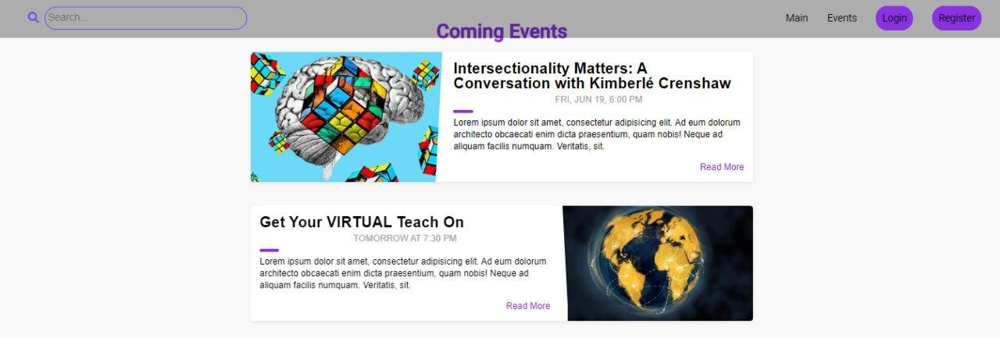 Search...
Main
Events
Login
Register
Coming Events
Intersectionality Matters: A
Conversation with Kimberlé Crenshaw
FRI, JUN 19, 6:00 PM
Lorem ipsum dolor sit amet, consectetur adipisicing elit. Ad eum dolorum
architecto obcaecati enim dicta praesentium, quam nobis! Neque ad
aliquam facilis numquam. Veritatis, sit.
Read More
Get Your VIRTUAL Teach On
TOMORROW AT 7:30 PM
Lorem ipsum dolor sit amet, consectetur adipisicing elit. Ad eum dolorum
architecto obcaecati enim dicta praesentium, quam nobis! Neque ad
aliquam facilis numquam. Veritatis, sit.
Read More